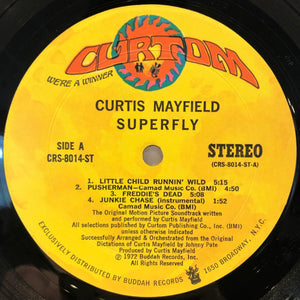 CURTOM
WE'RE A WINNER
CURTIS MAYFIELD
SUPERFLY
SIDE A
CRS-8014-ST
STEREO
(CRS-8014-ST-A)
1. LITTLE CHILD RUNNIN' WILD • 5:15
2. PUSHERMAN—Camad Music Co. (BMI) • 4:50
3. FREDDIE'S DEAD • 5:15
4. JUNKIE CHASE (instrumental) • 1:52
Camad Music Co. (BMI)
The Original Motion Picture Soundtrack written
and performed by Curtis Mayfield
All selections published by Curtom Publishing Co., Inc. (BMI)
unless otherwise indicated
Successfully Arranged & Orchestrated from the Original
Dictations of Curtis Mayfield by Johnny Pate
Produced by Curtis Mayfield
℗ 1972 Buddah Records, Inc.
All Rights Reserved.
EXCLUSIVELY DISTRIBUTED BY BUDDAH RECORDS 1650 BROADWAY, N.Y.C.